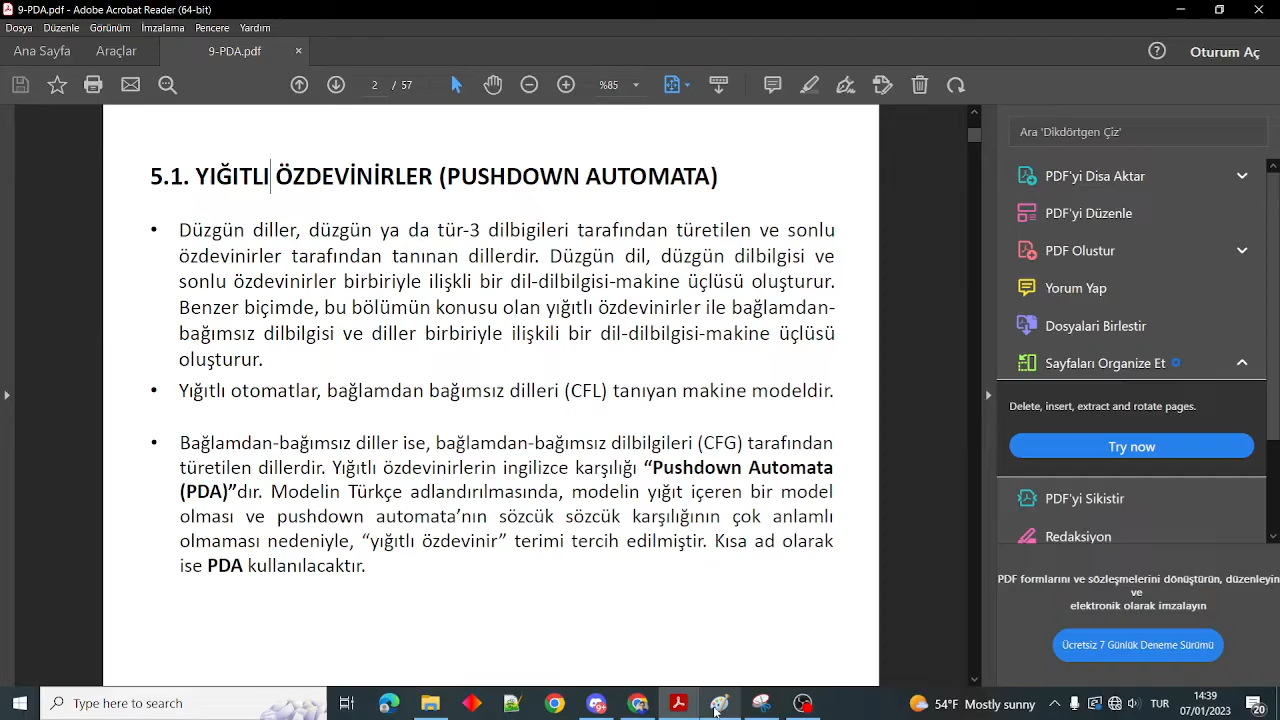 9-PDA.pdf - Adobe Acrobat Reader (64-bit)
Dosya Düzenle Görünüm İmzalama Pencere Yardım
Ana Sayfa Araçlar 9-PDA.pdf × Oturum Aç
2 / 57 %85
Ara 'Dikdörtgen Çiz'
PDF'yi Disa Aktar
PDF'yi Düzenle
PDF Olustur
Yorum Yap
Dosyalari Birlestir
Sayfaları Organize Et
Delete, insert, extract and rotate pages.
Try now
PDF'yi Sikistir
Redaksiyon
PDF formlarını ve sözleşmelerini dönüştürün, düzenleyin
ve
elektronik olarak imzalayın
Ücretsiz 7 Günlük Deneme Sürümü
5.1. YIĞITLI ÖZDEVİNİRLER (PUSHDOWN AUTOMATA)
• Düzgün diller, düzgün ya da tür-3 dilbigileri tarafından türetilen ve sonlu
özdevinirler tarafından tanınan dillerdir. Düzgün dil, düzgün dilbilgisi ve
sonlu özdevinirler birbiriyle ilişkli bir dil-dilbilgisi-makine üçlüsü oluşturur.
Benzer biçimde, bu bölümün konusu olan yığıtlı özdevinirler ile bağlamdan-
bağımsız dilbilgisi ve diller birbiriyle ilişkili bir dil-dilbilgisi-makine üçlüsü
oluşturur.
• Yığıtlı otomatlar, bağlamdan bağımsız dilleri (CFL) tanıyan makine modeldir.
• Bağlamdan-bağımsız diller ise, bağlamdan-bağımsız dilbilgileri (CFG) tarafından
türetilen dillerdir. Yığıtlı özdevinirlerin ingilizce karşılığı “Pushdown Automata
(PDA)”dır. Modelin Türkçe adlandırılmasında, modelin yığıt içeren bir model
olması ve pushdown automata’nın sözcük sözcük karşılığının çok anlamlı
olmaması nedeniyle, “yığıtlı özdevinir” terimi tercih edilmiştir. Kısa ad olarak
ise PDA kullanılacaktır.
Type here to search
54°F Mostly sunny
TUR
14:39
07/01/2023
20